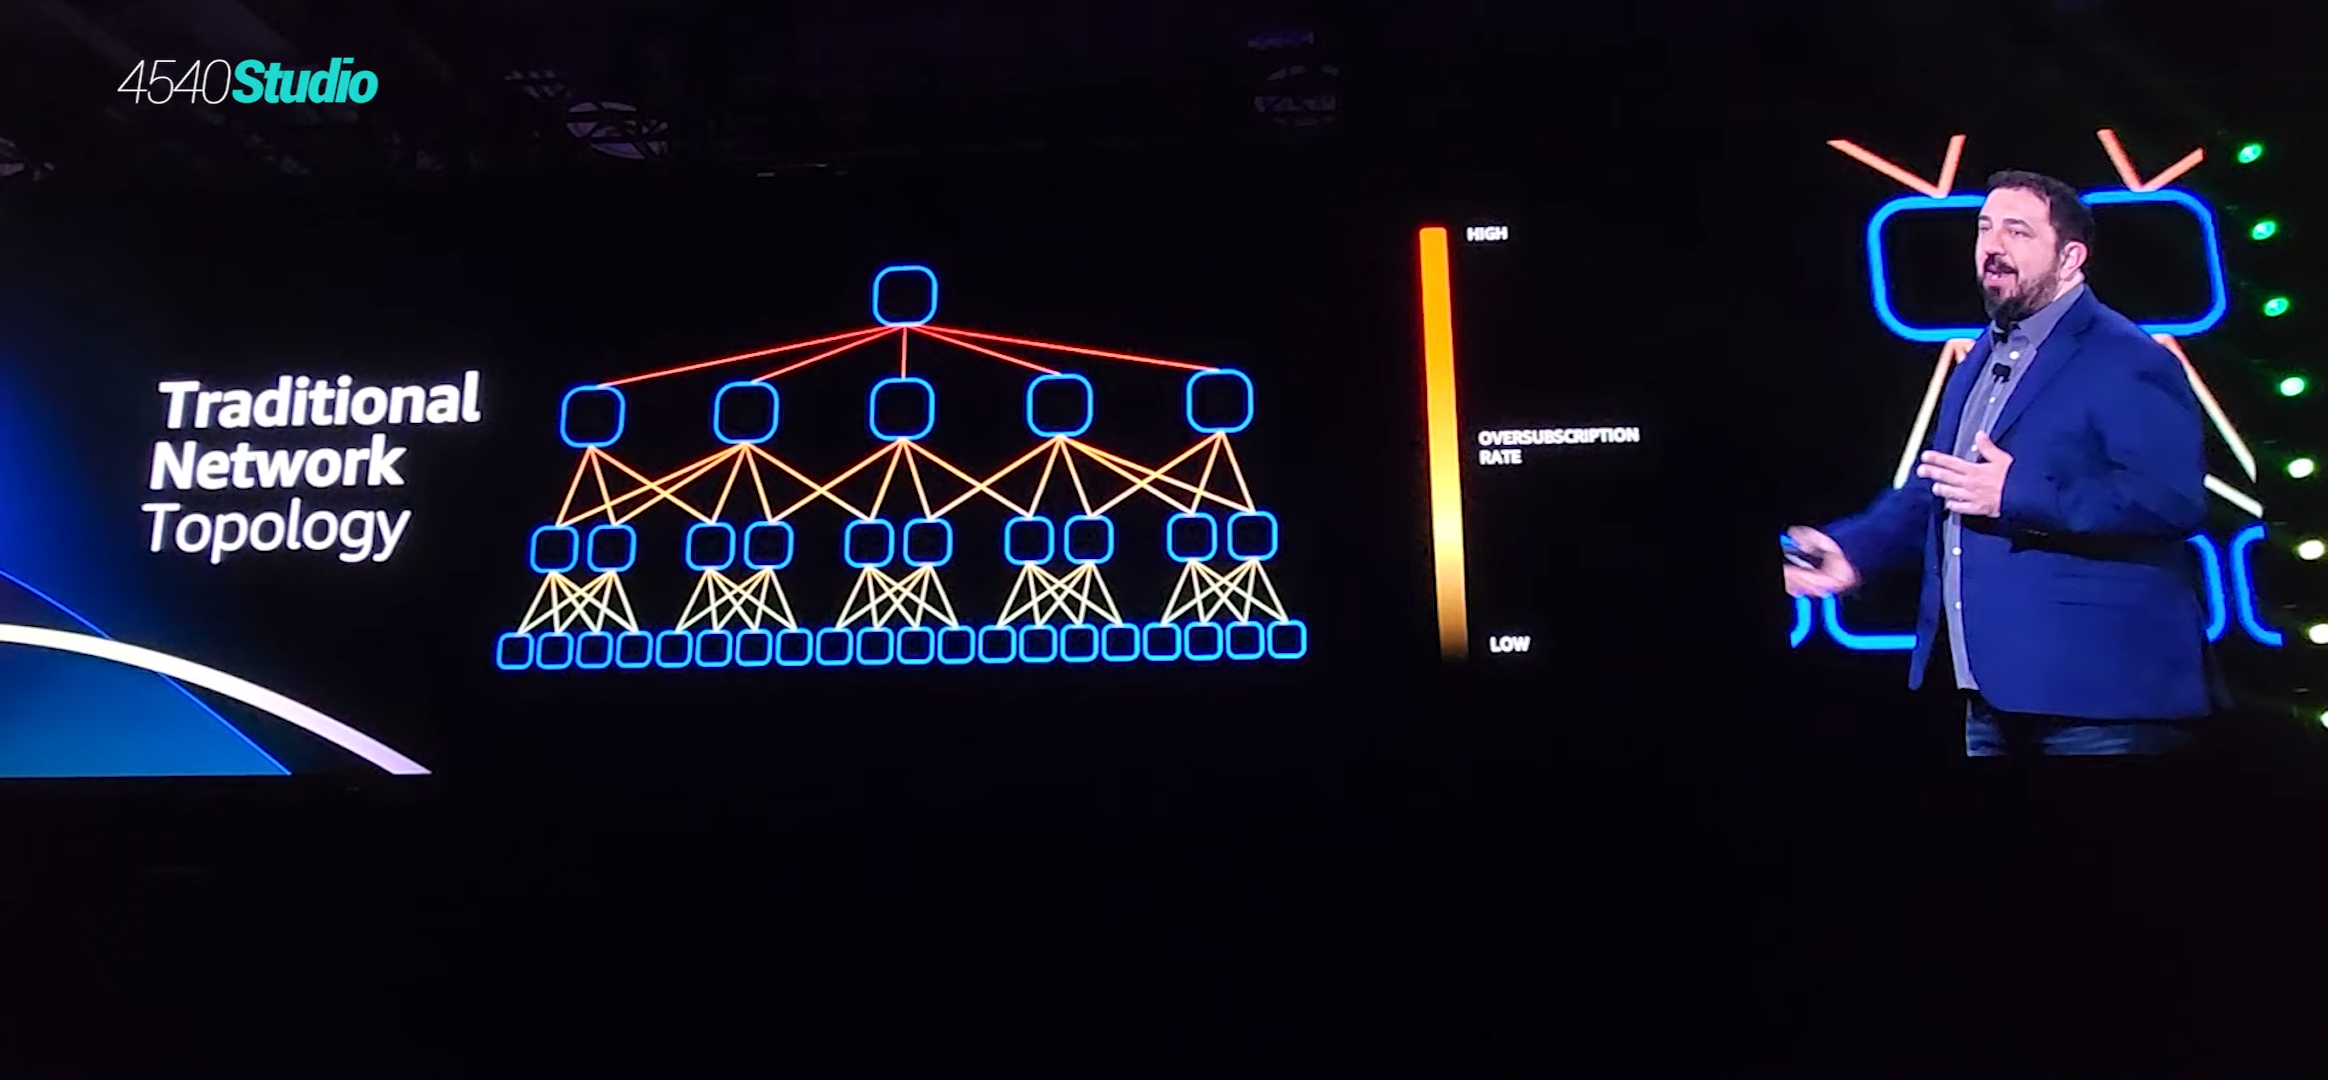 4540Studio
Traditional
Network
Topology
HIGH
OVERSUBSCRIPTION
RATE
LOW